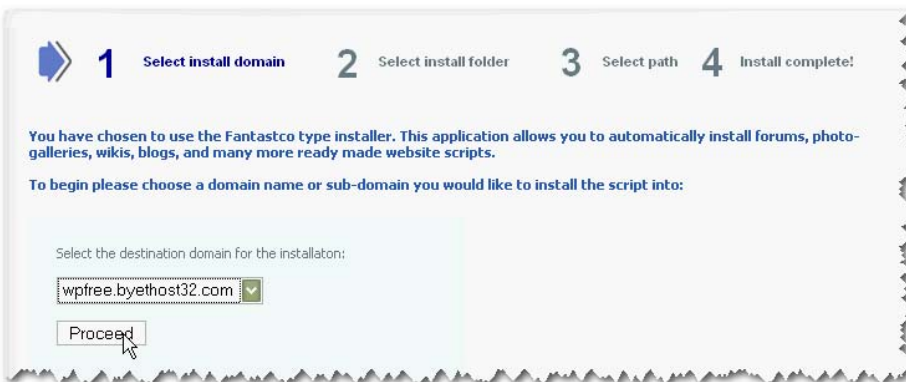 1 Select install domain 2 Select install folder 3 Select path 4 Install complete!
You have chosen to use the Fantastco type installer. This application allows you to automatically install forums, photo-
galleries, wikis, blogs, and many more ready made website scripts.
To begin please choose a domain name or sub-domain you would like to install the script into:
Select the destination domain for the installaton:
wpfree.byethost32.com
Proceed